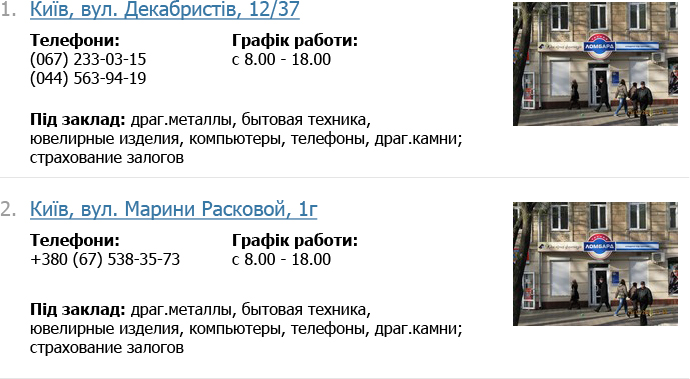 1. Київ, вул. Декабристів, 12/37
Телефони:
(067) 233-03-15
(044) 563-94-19
Графік работи:
с 8.00 - 18.00
ЛОМБАРД
Під заклад: драг.металлы, бытовая техника,
ювелирные изделия, компьютеры, телефоны, драг.камни;
страхование залогов
2. Київ, вул. Марини Расковой, 1г
Телефони:
+380 (67) 538-35-73
Графік работи:
с 8.00 - 18.00
ЛОМБАРД
Під заклад: драг.металлы, бытовая техника,
ювелирные изделия, компьютеры, телефоны, драг.камни;
страхование залогов